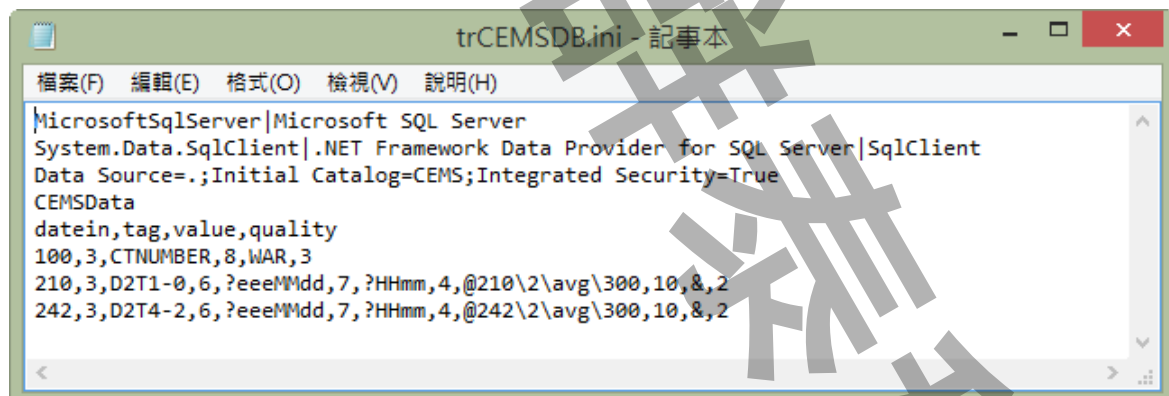 trCEMSDB.ini - 記事本
檔案(F) 編輯(E) 格式(O) 檢視(V) 說明(H)
MicrosoftSqlServer|Microsoft SQL Server
System.Data.SqlClient|.NET Framework Data Provider for SQL Server|SqlClient
Data Source=.;Initial Catalog=CEMS;Integrated Security=True
CEMSData
datein,tag,value,quality
100,3,CTNUMBER,8,WAR,3
210,3,D2T1-0,6,?eeeMMdd,7,?HHmm,4,@210\2\avg\300,10,&,2
242,3,D2T4-2,6,?eeeMMdd,7,?HHmm,4,@242\2\avg\300,10,&,2